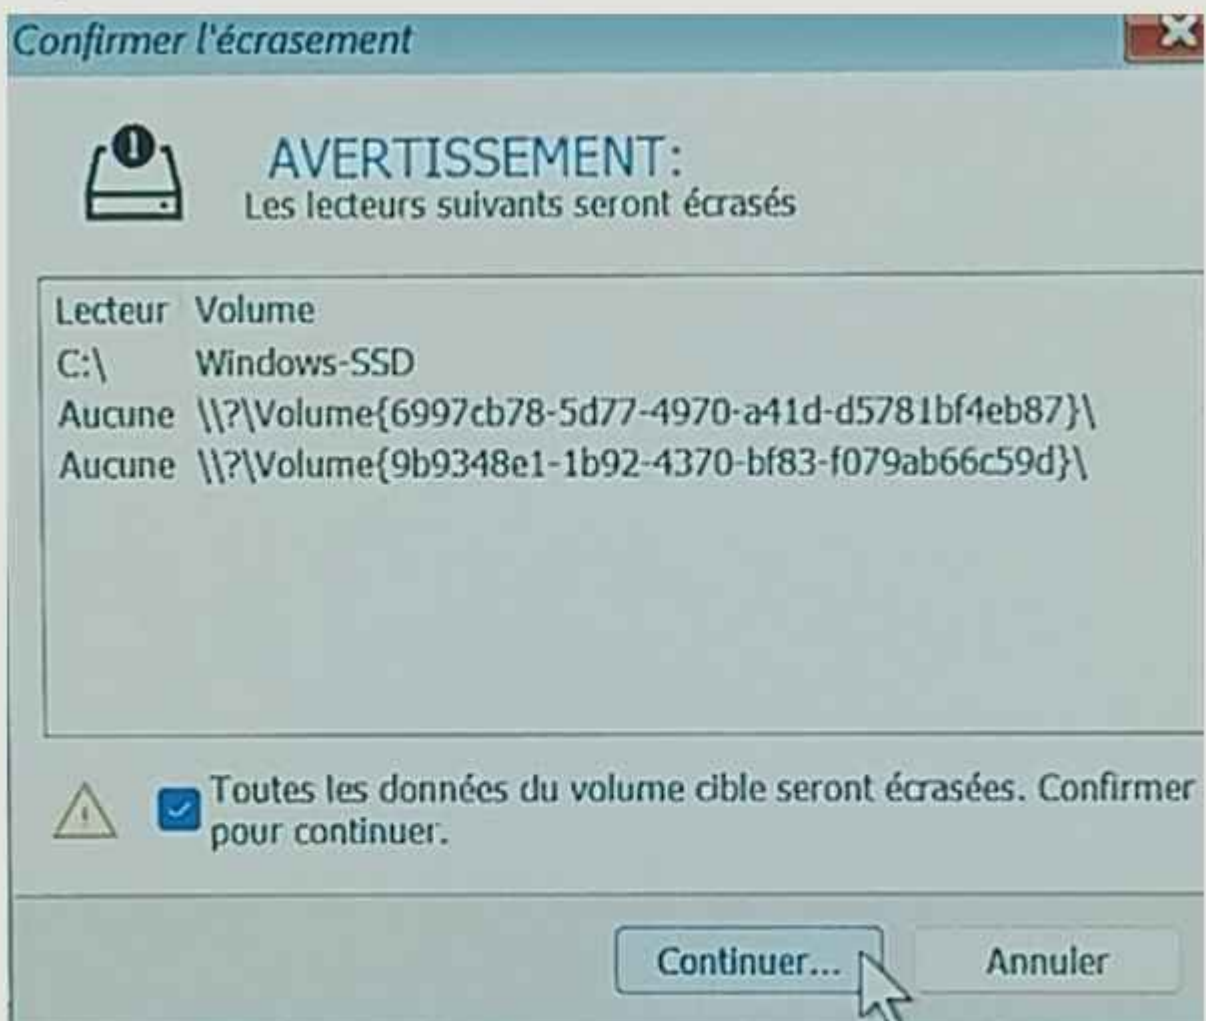 Confirmer l'écrasement
AVERTISSEMENT:
Les lecteurs suivants seront écrasés
Lecteur Volume
C:\ Windows-SSD
Aucune \\?\Volume{6997cb78-5d77-4970-a41d-d5781bf4eb87}\
Aucune \\?\Volume{9b9348e1-1b92-4370-bf83-f079ab66c59d}\
Toutes les données du volume cible seront écrasées. Confirmer
pour continuer.
Continuer... Annuler